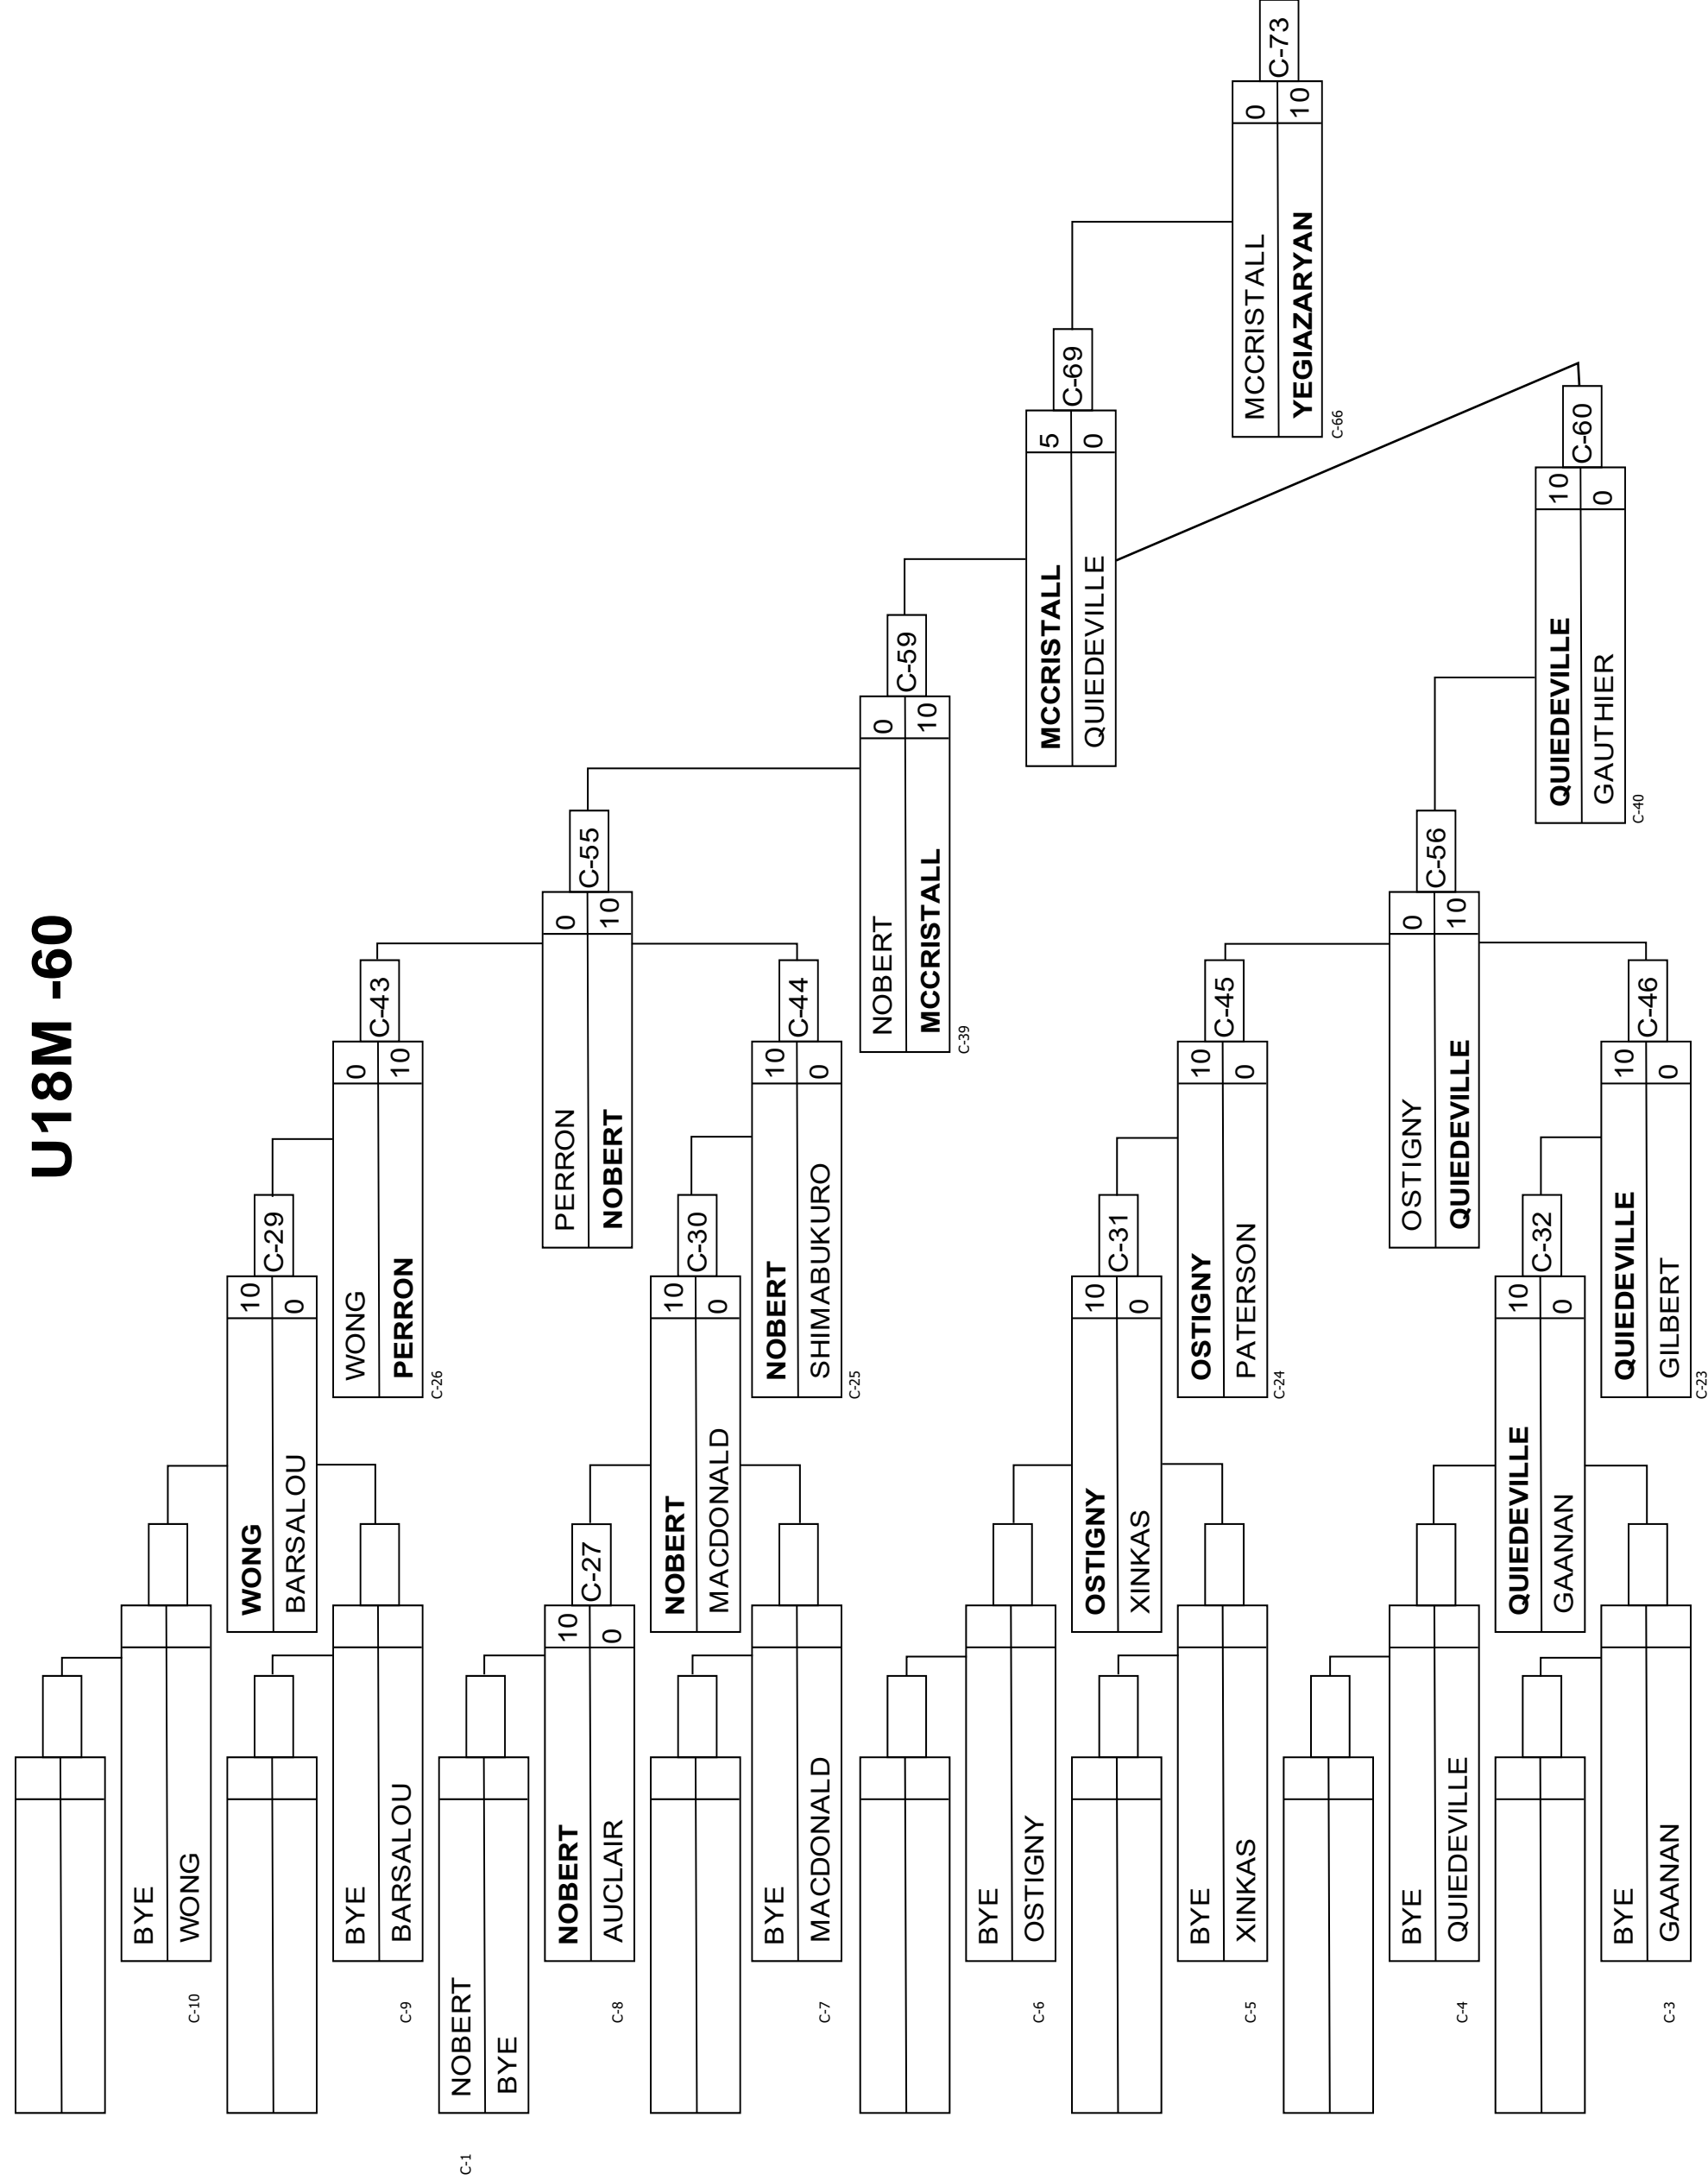 U18M -60
C-1
NOBERT
BYE
BYE
WONG
C-10
BYE
BARSALOU
C-9
NOBERT 10
AUCLAIR 0
C-27
C-8
BYE
MACDONALD
C-7
BYE
OSTIGNY
C-6
BYE
XINKAS
C-5
BYE
QUIEDEVILLE
C-4
BYE
GAANAN
C-3
WONG 10
BARSALOU 0
C-29
NOBERT 10
MACDONALD 0
C-30
OSTIGNY 10
XINKAS 0
C-31
QUIEDEVILLE 10
GAANAN 0
C-32
WONG 0
PERRON 10
C-43
C-26
NOBERT 10
SHIMABUKURO 0
C-44
C-25
OSTIGNY 10
PATERSON 0
C-45
C-24
QUIEDEVILLE 10
GILBERT 0
C-46
C-23
PERRON 0
NOBERT 10
C-55
OSTIGNY 0
QUIEDEVILLE 10
C-56
NOBERT 0
MCCRISTALL 10
C-59
C-39
QUIEDEVILLE 10
GAUTHIER 0
C-60
C-40
MCCRISTALL 5
QUIEDEVILLE 0
C-69
MCCRISTALL 0
YEGIAZARYAN 10
C-73
C-66